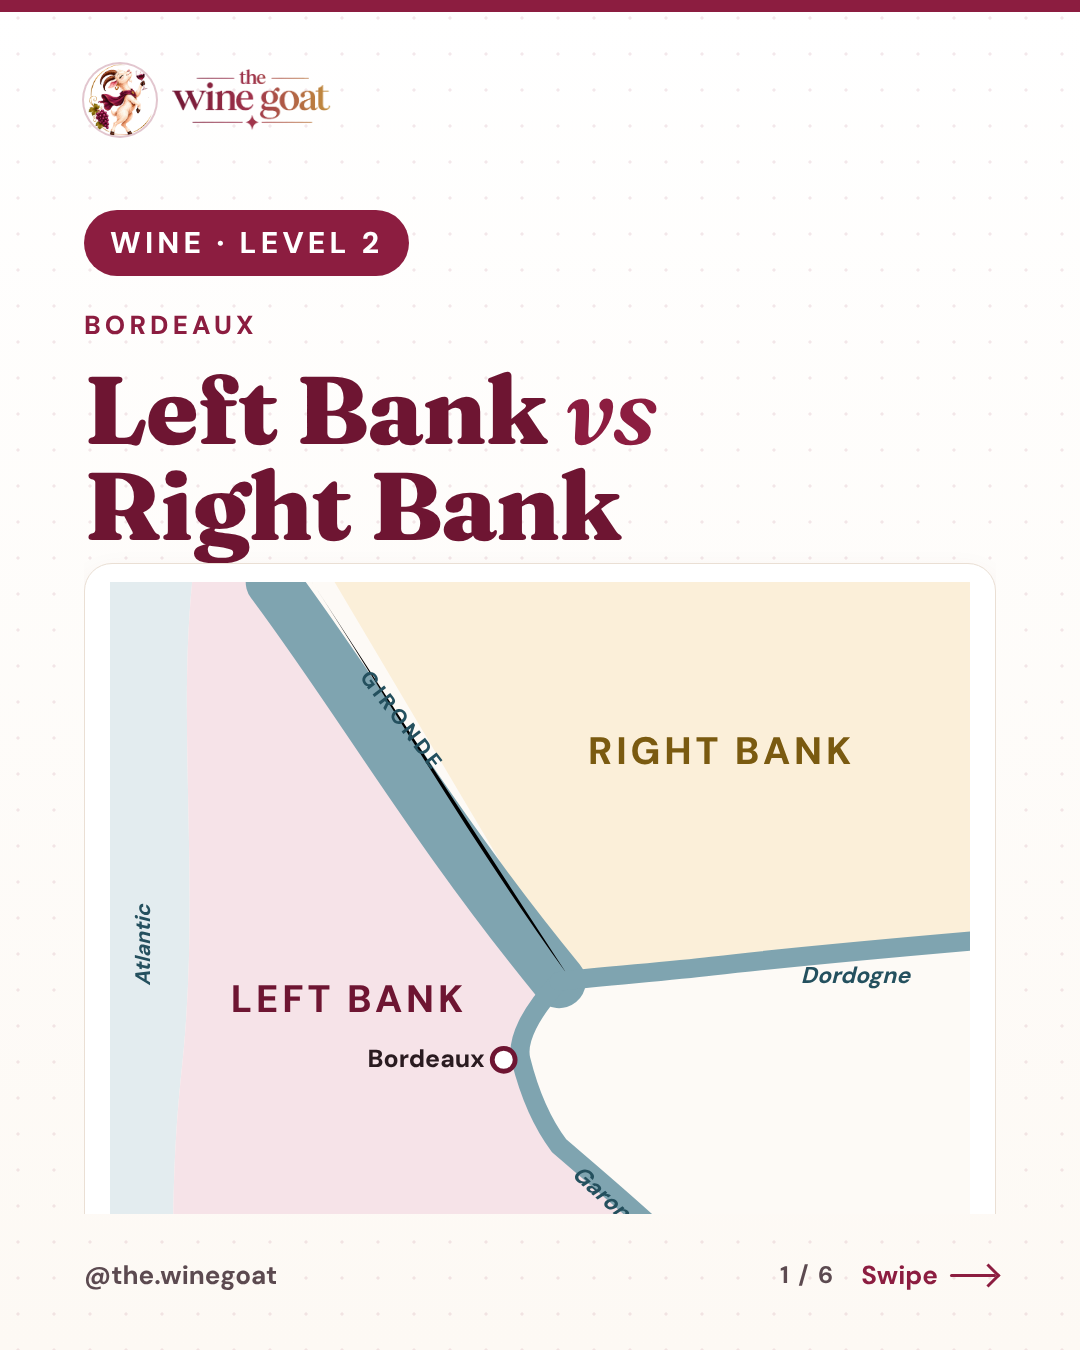 the
wine goat
WINE · LEVEL 2
BORDEAUX
Left Bank vs
Right Bank
GIRONDE
RIGHT BANK
Atlantic
Dordogne
LEFT BANK
Bordeaux
Garon
@the.winegoat
1 / 6 Swipe